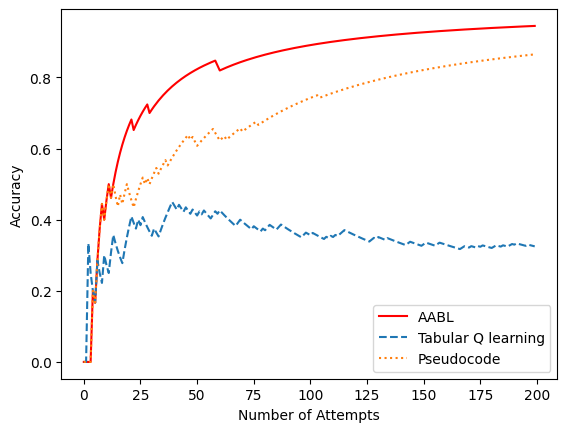 0.8
0.6
0.4
0.2
0.0
Accuracy
0 25 50 75 100 125 150 175 200
Number of Attempts
AABL
Tabular Q learning
Pseudocode